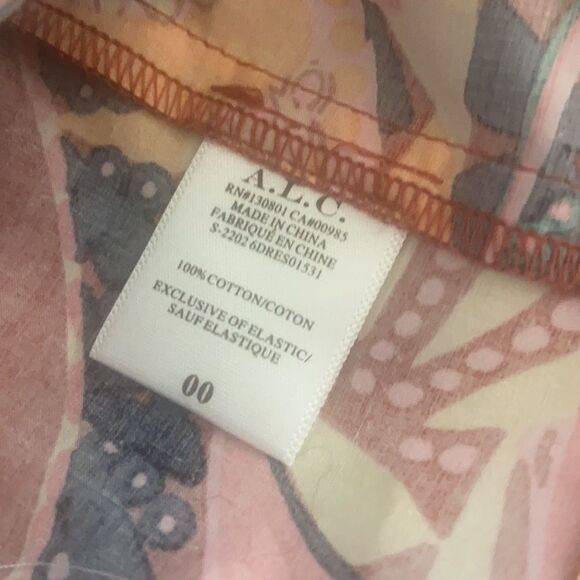 A.L.C.
RN#130801 CA#00985
MADE IN CHINA
FABRIQUÉ EN CHINE
S-2202 6DRES01531
100% COTTON/COTON
EXCLUSIVE OF ELASTIC/
SAUF ELASTIQUE
00